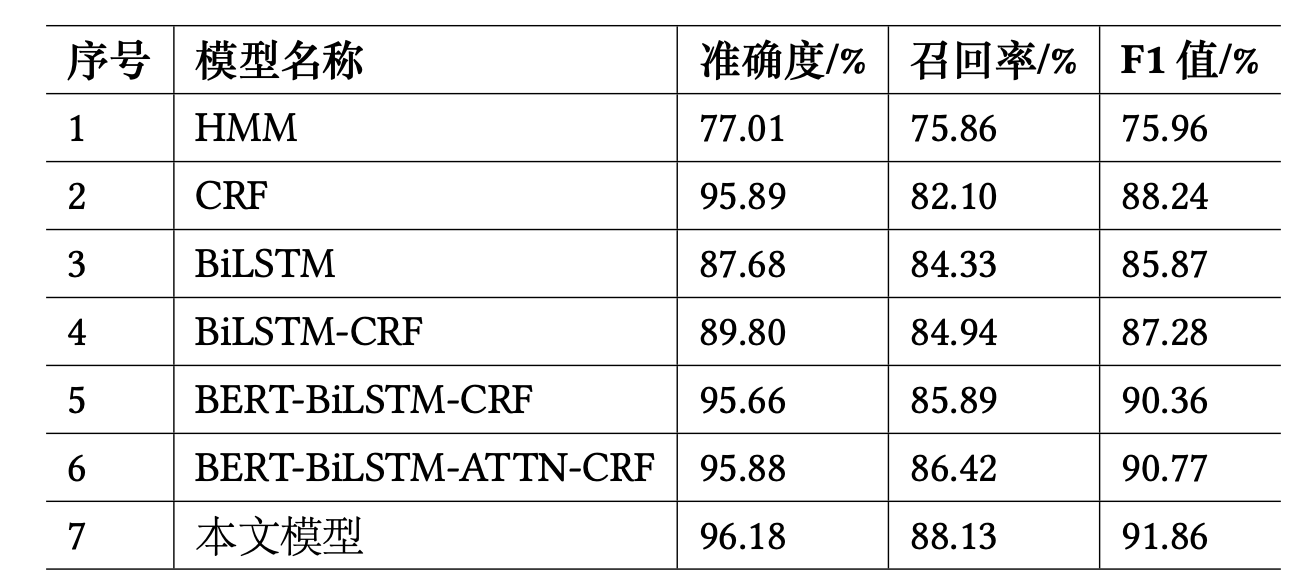 序号 模型名称 准确度/% 召回率/% F1 值/%
1 HMM 77.01 75.86 75.96
2 CRF 95.89 82.10 88.24
3 BiLSTM 87.68 84.33 85.87
4 BiLSTM-CRF 89.80 84.94 87.28
5 BERT-BiLSTM-CRF 95.66 85.89 90.36
6 BERT-BiLSTM-ATTN-CRF 95.88 86.42 90.77
7 本文模型 96.18 88.13 91.86